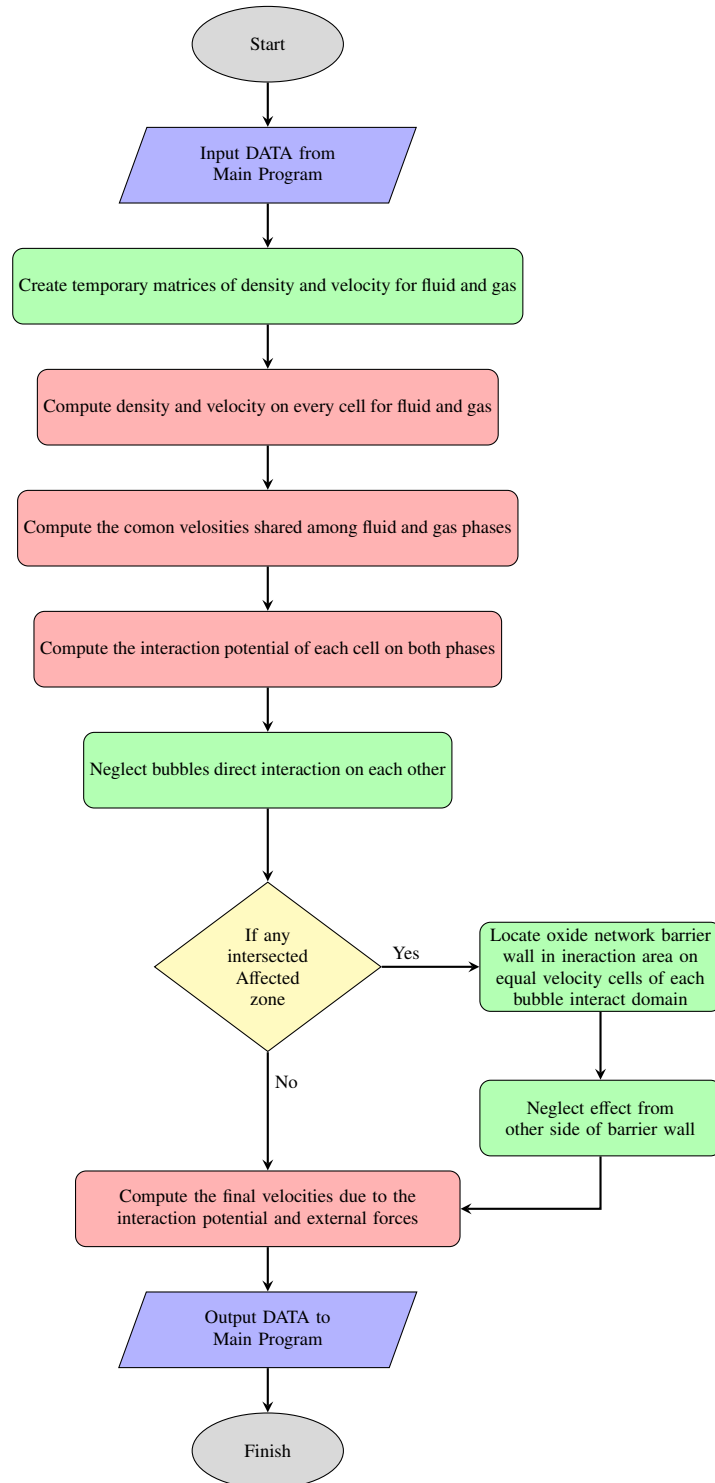 Start
Input DATA from
Main Program
Create temporary matrices of density and velocity for fluid and gas
Compute density and velocity on every cell for fluid and gas
Compute the comon velosities shared among fluid and gas phases
Compute the interaction potential of each cell on both phases
Neglect bubbles direct interaction on each other
If any
intersected
Affected
zone
Yes
Locate oxide network barrier
wall in ineraction area on
equal velocity cells of each
bubble interact domain
No
Neglect effect from
other side of barrier wall
Compute the final velocities due to the
interaction potential and external forces
Output DATA to
Main Program
Finish